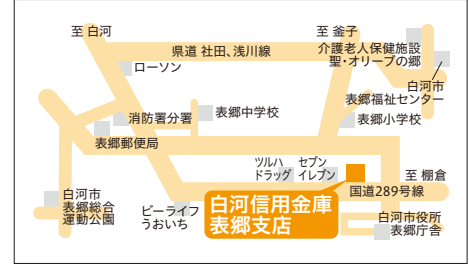 至 白河
至 釜子
県道 社田、浅川線
介護老人保健施設
聖・オリーブの郷
ローソン
白河市
表郷福祉センター
消防署分署
表郷中学校
表郷小学校
表郷郵便局
ツルハ
ドラッグ
セブン
イレブン
至 棚倉
国道289号線
白河市
表郷総合
運動公園
ビーライフ
うおいち
白河信用金庫
表郷支店
白河市役所
表郷庁舎